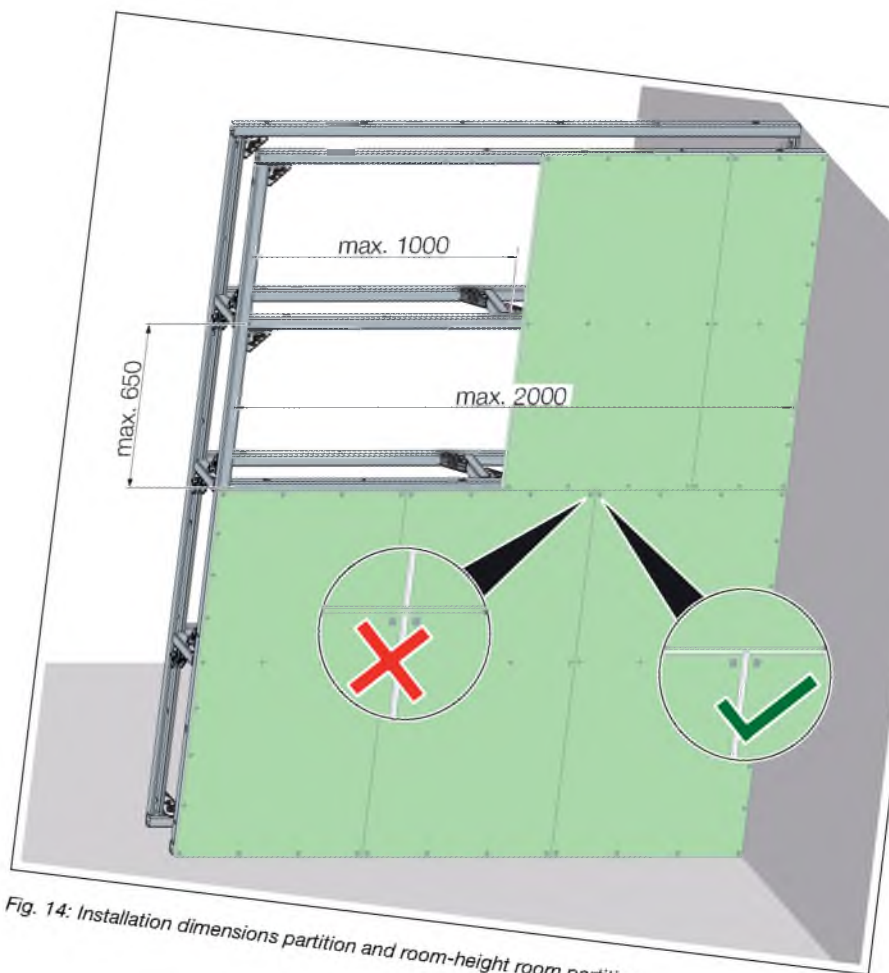 max. 1000
max. 650
max. 2000
Fig. 14: Installation dimensions partition and room-height room